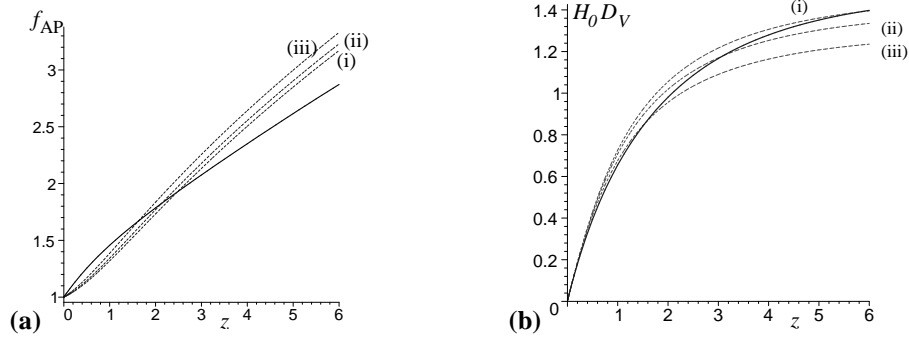 f_AP
(iii)
(ii)
(i)
3
2.5
2
1.5
1
0 1 2 3 4 5 6
z
(a)
H_0 D_V
(i)
(ii)
(iii)
1.4
1.2
1
0.8
0.6
0.4
0.2
0
1 2 3 4 5 6
z
(b)